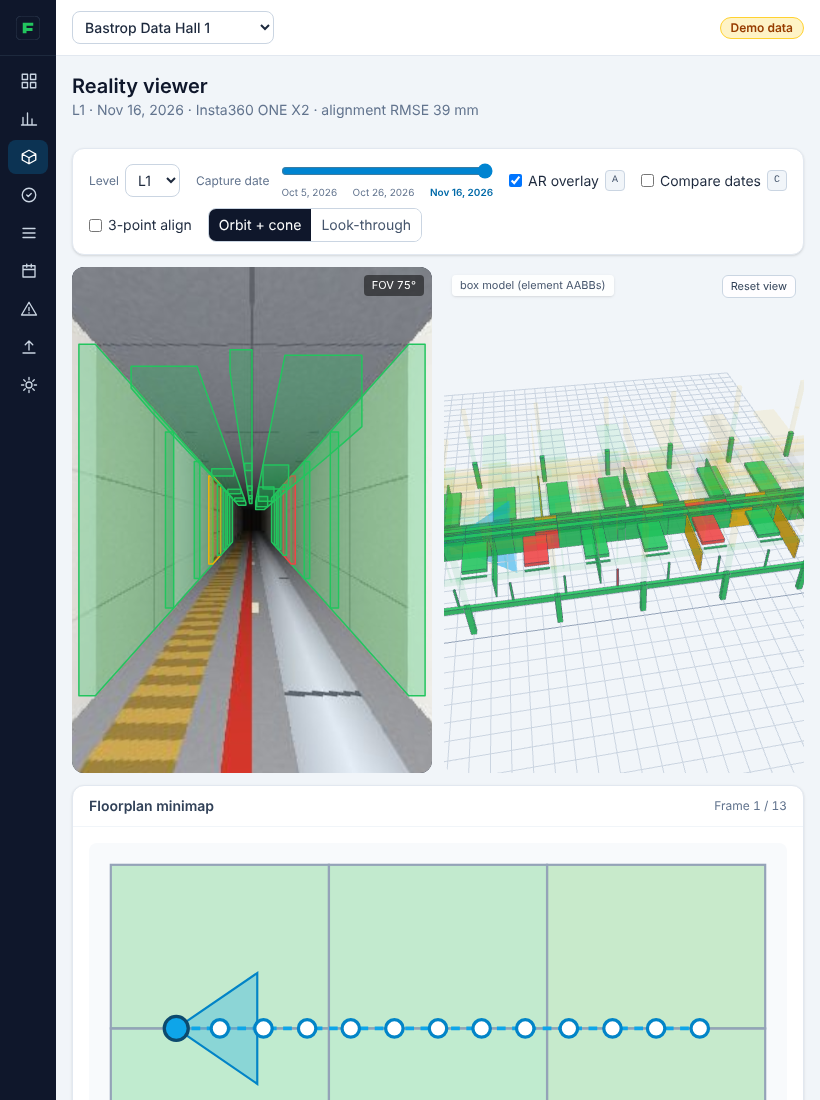 F
Bastrop Data Hall 1
Demo data
Reality viewer
L1 · Nov 16, 2026 · Insta360 ONE X2 · alignment RMSE 39 mm
Level L1 Capture date
Oct 5, 2026 Oct 26, 2026 Nov 16, 2026
AR overlay A Compare dates C
3-point align Orbit + cone Look-through
FOV 75°
box model (element AABBs)
Reset view
Floorplan minimap
Frame 1 / 13